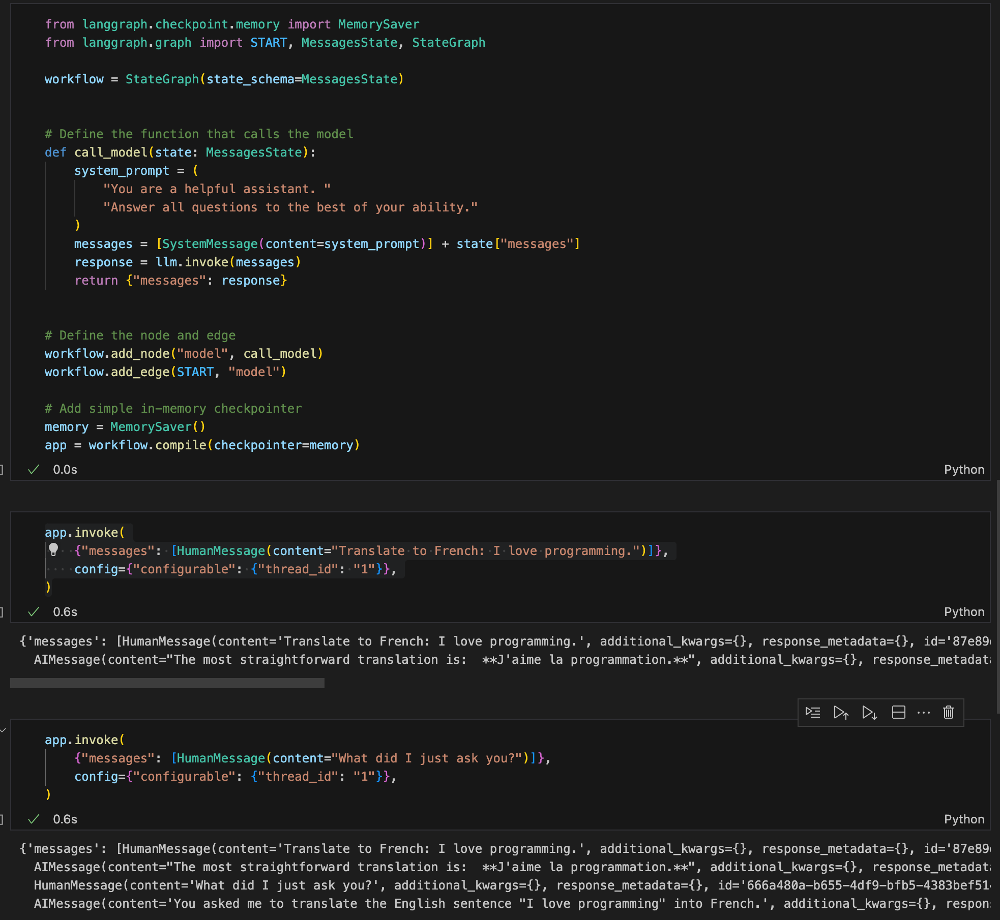 from langgraph.checkpoint.memory import MemorySaver
from langgraph.graph import START, MessagesState, StateGraph
workflow = StateGraph(state_schema=MessagesState)
# Define the function that calls the model
def call_model(state: MessagesState):
    system_prompt = (
        "You are a helpful assistant. "
        "Answer all questions to the best of your ability."
    )
    messages = [SystemMessage(content=system_prompt)] + state["messages"]
    response = llm.invoke(messages)
    return {"messages": response}
# Define the node and edge
workflow.add_node("model", call_model)
workflow.add_edge(START, "model")
# Add simple in-memory checkpointer
memory = MemorySaver()
app = workflow.compile(checkpointer=memory)
0.0s Python
app.invoke(
    {"messages": [HumanMessage(content="Translate to French: I love programming.")]},
    config={"configurable": {"thread_id": "1"}},
)
0.6s Python
{'messages': [HumanMessage(content='Translate to French: I love programming.', additional_kwargs={}, response_metadata={}, id='87e89
  AIMessage(content="The most straightforward translation is:  **J'aime la programmation.**", additional_kwargs={}, response_metadat
app.invoke(
    {"messages": [HumanMessage(content="What did I just ask you?")]},
    config={"configurable": {"thread_id": "1"}},
)
0.6s Python
{'messages': [HumanMessage(content='Translate to French: I love programming.', additional_kwargs={}, response_metadata={}, id='87e89
  AIMessage(content="The most straightforward translation is:  **J'aime la programmation.**", additional_kwargs={}, response_metadat
  HumanMessage(content='What did I just ask you?', additional_kwargs={}, response_metadata={}, id='666a480a-b655-4df9-bfb5-4383bef51
  AIMessage(content='You asked me to translate the English sentence "I love programming" into French.', additional_kwargs={}, respon